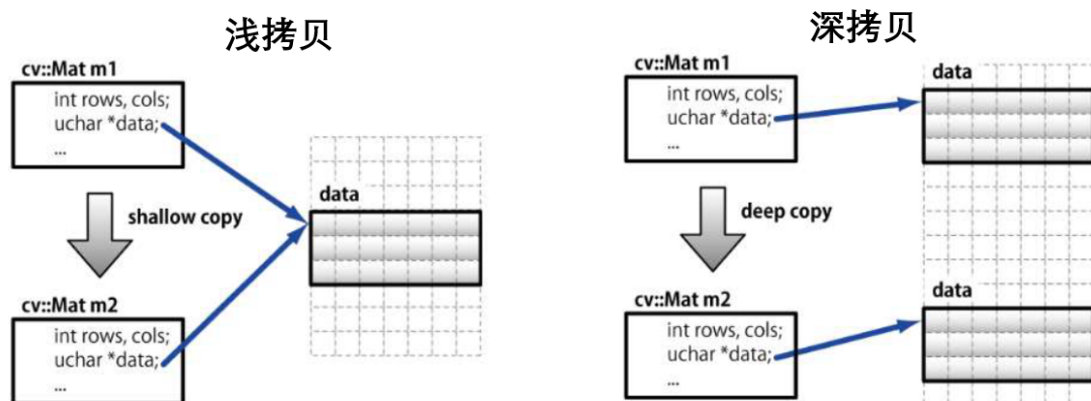 浅拷贝
cv::Mat m1
int rows, cols;
uchar *data;
...
data
shallow copy
cv::Mat m2
int rows, cols;
uchar *data;
...
深拷贝
cv::Mat m1
int rows, cols;
uchar *data;
...
data
deep copy
cv::Mat m2
int rows, cols;
uchar *data;
...
data